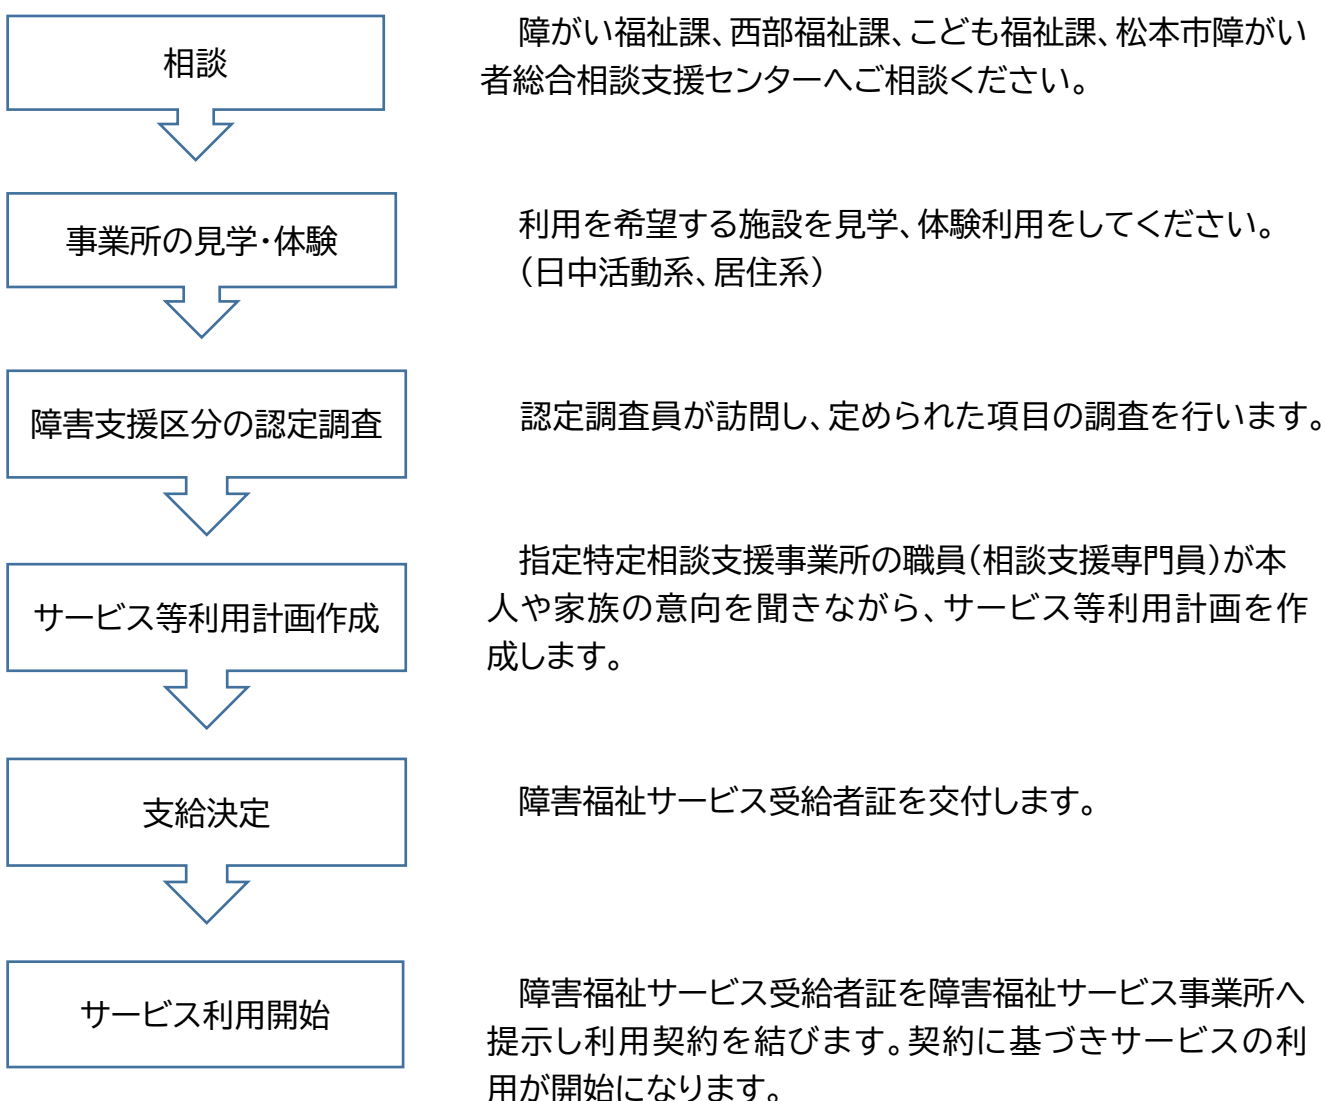 相談
障がい福祉課、西部福祉課、こども福祉課、松本市障がい
者総合相談支援センターへご相談ください。
事業所の見学・体験
利用を希望する施設を見学、体験利用をしてください。
（日中活動系、居住系）
障害支援区分の認定調査
認定調査員が訪問し、定められた項目の調査を行います。
サービス等利用計画作成
指定特定相談支援事業所の職員（相談支援専門員）が本
人や家族の意向を聞きながら、サービス等利用計画を作
成します。
支給決定
障害福祉サービス受給者証を交付します。
サービス利用開始
障害福祉サービス受給者証を障害福祉サービス事業所へ
提示し利用契約を結びます。契約に基づきサービスの利
用が開始になります。